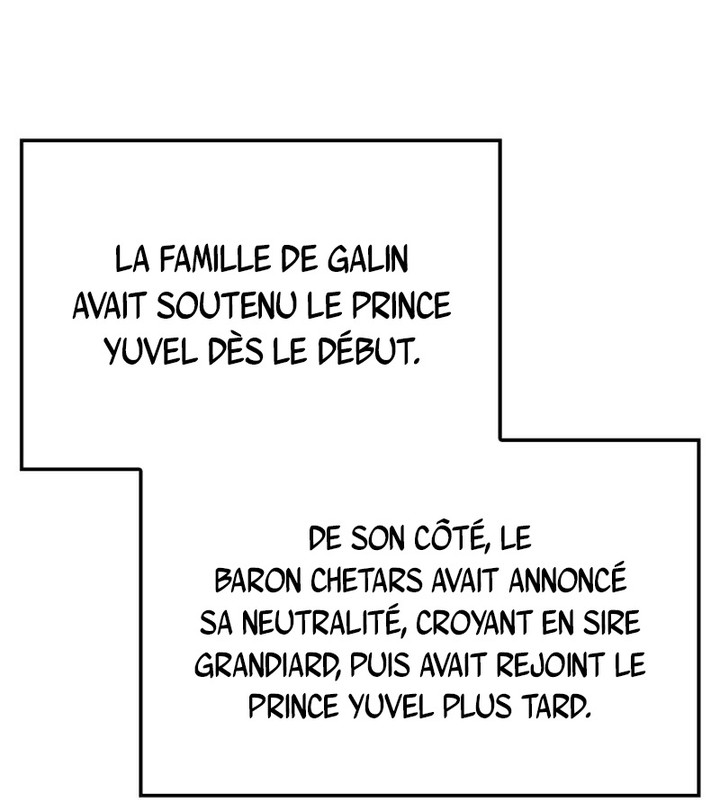 LA FAMILLE DE GALIN
AVAIT SOUTENU LE PRINCE
YUVEL DÈS LE DÉBUT.
DE SON CÔTÉ, LE
BARON CHETARS AVAIT ANNONCÉ
SA NEUTRALITÉ, CROYANT EN SIRE
GRANDIARD, PUIS AVAIT REJOINT LE
PRINCE YUVEL PLUS TARD.